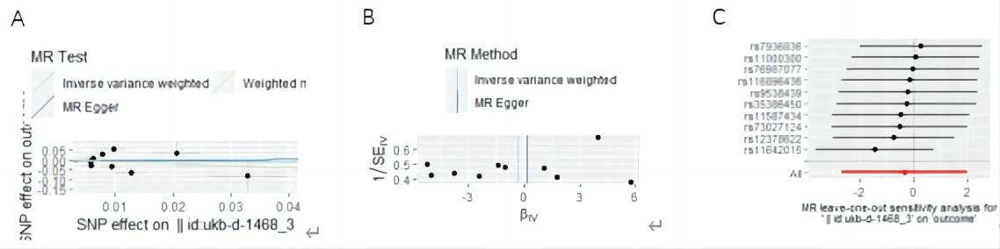 A
MR Test
Inverse variance weighted
Weighted n
MR Egger
SNP effect on out
0.05
0.00
-0.05
-0.10
-0.15
0.01 0.02 0.03 0.04
SNP effect on || id:ukb-d-1468_3
B
MR Method
Inverse variance weighted
MR Egger
1/SEIV
0.6
0.5
0.4
-3 0 3 6
βIV
C
rs7936836
rs11000300
rs76967077
rs116896436
rs9538439
rs35386450
rs11587434
rs73027124
rs12378622
rs11642015
All
-2 0 2
MR leave-one-out sensitivity analysis for
'|| id:ukb-d-1468_3' on 'outcome'